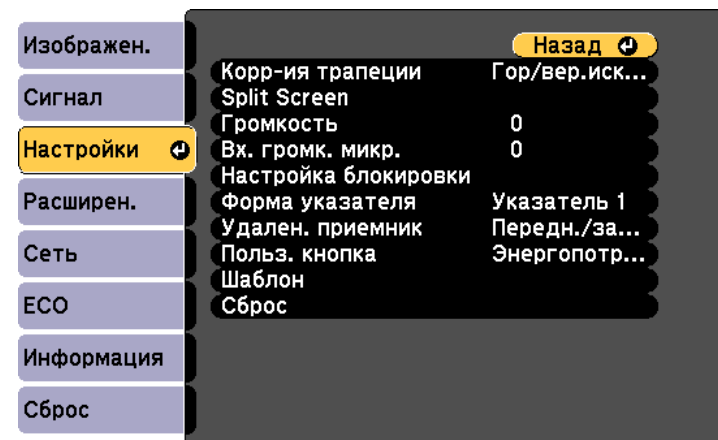 Изображен.
Сигнал
Настройки
Расширен.
Сеть
ECO
Информация
Сброс
Назад
Корр-ия трапеции Гор/вер.иск...
Split Screen
Громкость 0
Вх. громк. микр. 0
Настройка блокировки
Форма указателя Указатель 1
Удален. приемник Передн./за...
Польз. кнопка Энергопотр...
Шаблон
Сброс